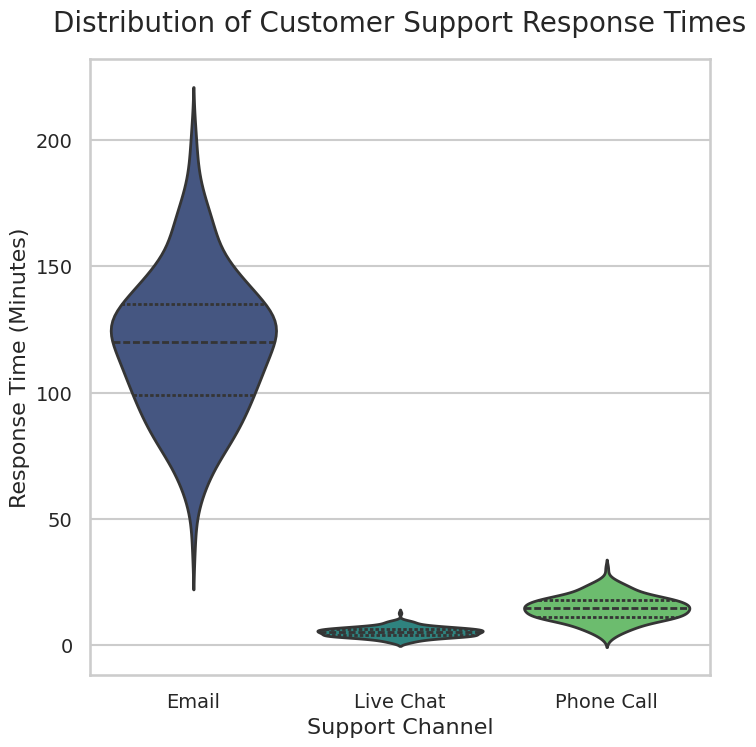 Distribution of Customer Support Response Times
Response Time (Minutes)
200
150
100
50
0
Email Live Chat Phone Call
Support Channel